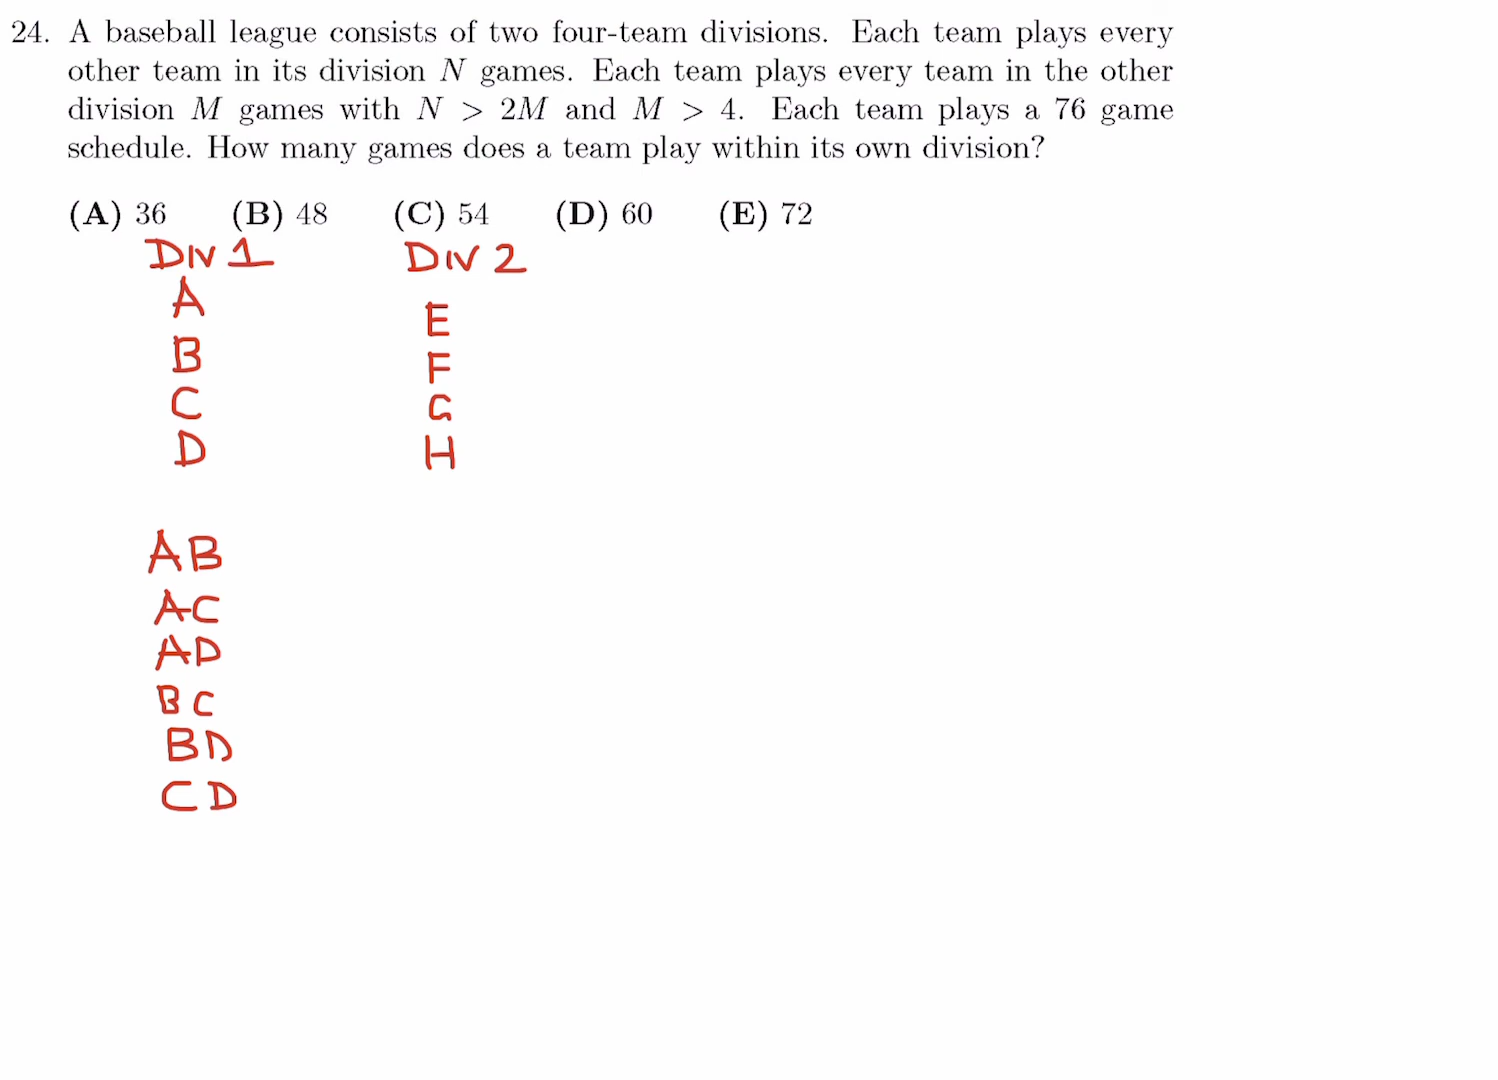 24. A baseball league consists of two four-team divisions. Each team plays every
other team in its division N games. Each team plays every team in the other
division M games with N > 2M and M > 4. Each team plays a 76 game
schedule. How many games does a team play within its own division?
(A) 36 (B) 48 (C) 54 (D) 60 (E) 72
DIV 1 DIV 2
A
E
B
F
C
G
D
H
AB
AC
AD
BC
BD
CD